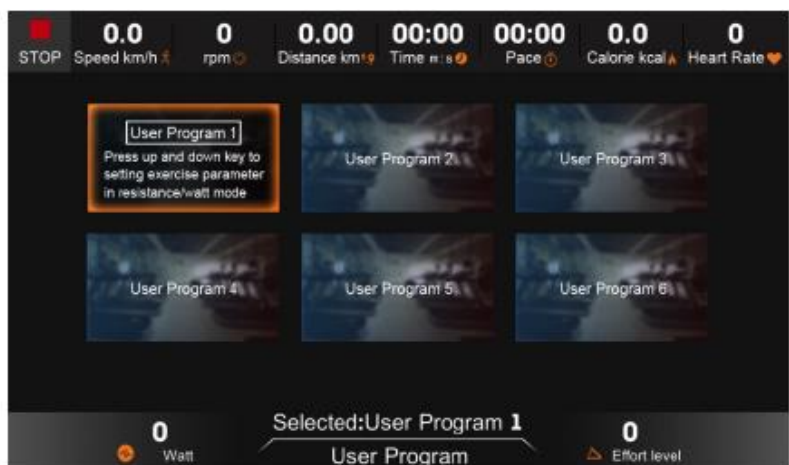 0.0 0 0.00 00:00 00:00 0.0 0
STOP Speed km/h rpm Distance km Time m:s Pace Calorie kcal Heart Rate
User Program 1
Press up and down key to
setting exercise parameter
in resistance/watt mode
User Program 2
User Program 3
User Program 4
User Program 5
User Program 6
0 Selected:User Program 1 0
Watt User Program Effort level